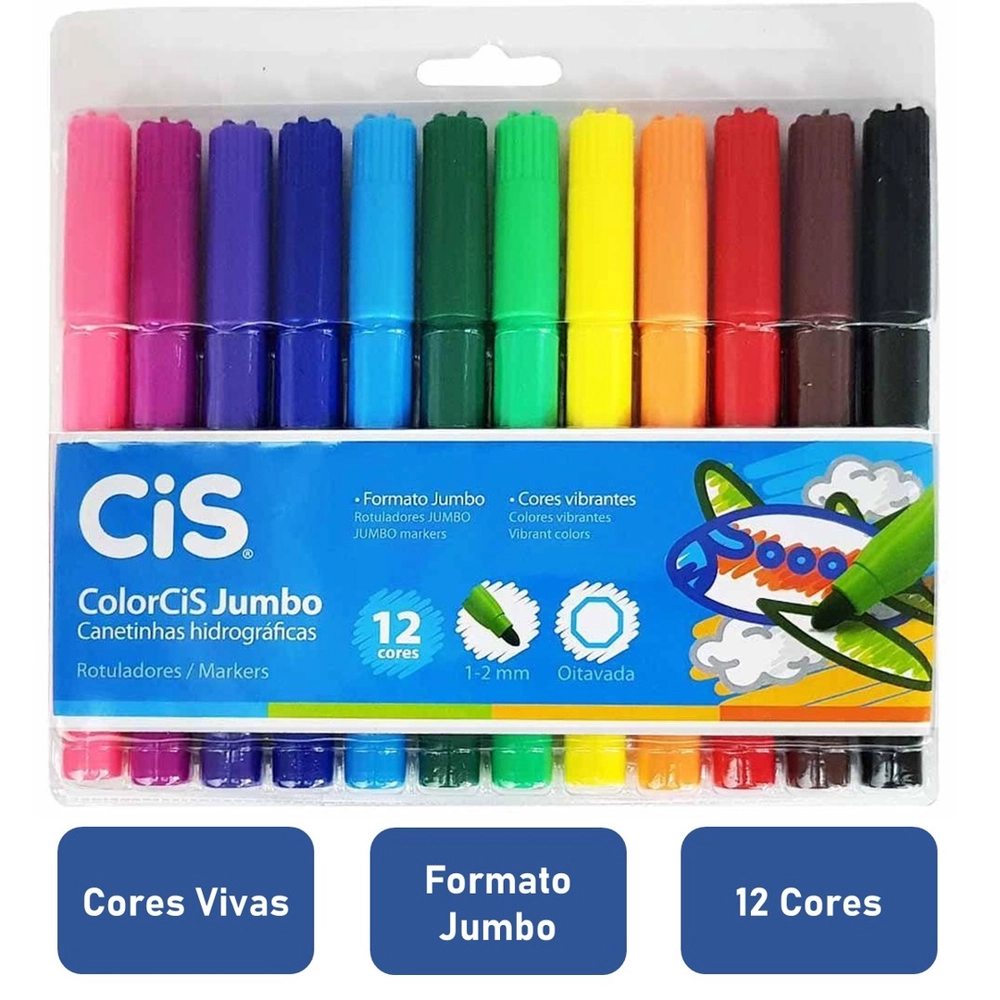 CiS®
• Formato Jumbo
Rotuladores JUMBO
JUMBO markers
• Cores vibrantes
Colores vibrantes
Vibrant colors
ColorCiS Jumbo
Canetinhas hidrográficas
Rotuladores / Markers
12
cores
1-2 mm
Oitavada
Cores Vivas
Formato
Jumbo
12 Cores